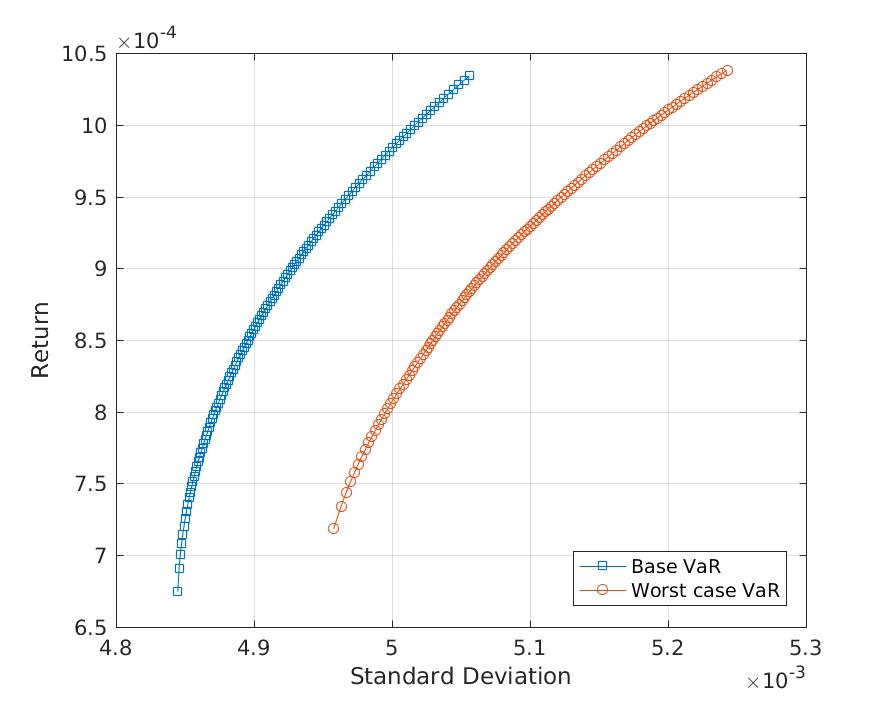 ×10-4
10.5
10
9.5
9
8.5
8
7.5
7
6.5
Return
4.8 4.9 5 5.1 5.2 5.3
Standard Deviation
×10-3
Base VaR
Worst case VaR